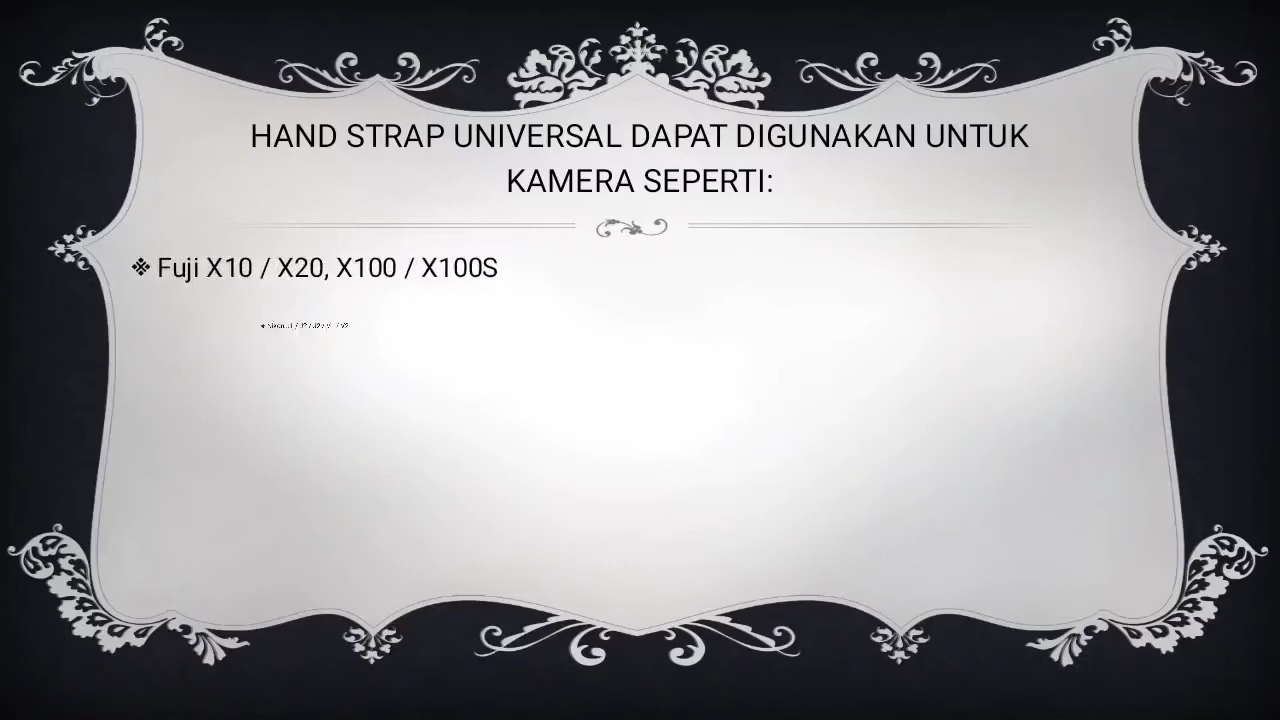 HAND STRAP UNIVERSAL DAPAT DIGUNAKAN UNTUK
KAMERA SEPERTI:
❖ Fuji X10 / X20, X100 / X100S